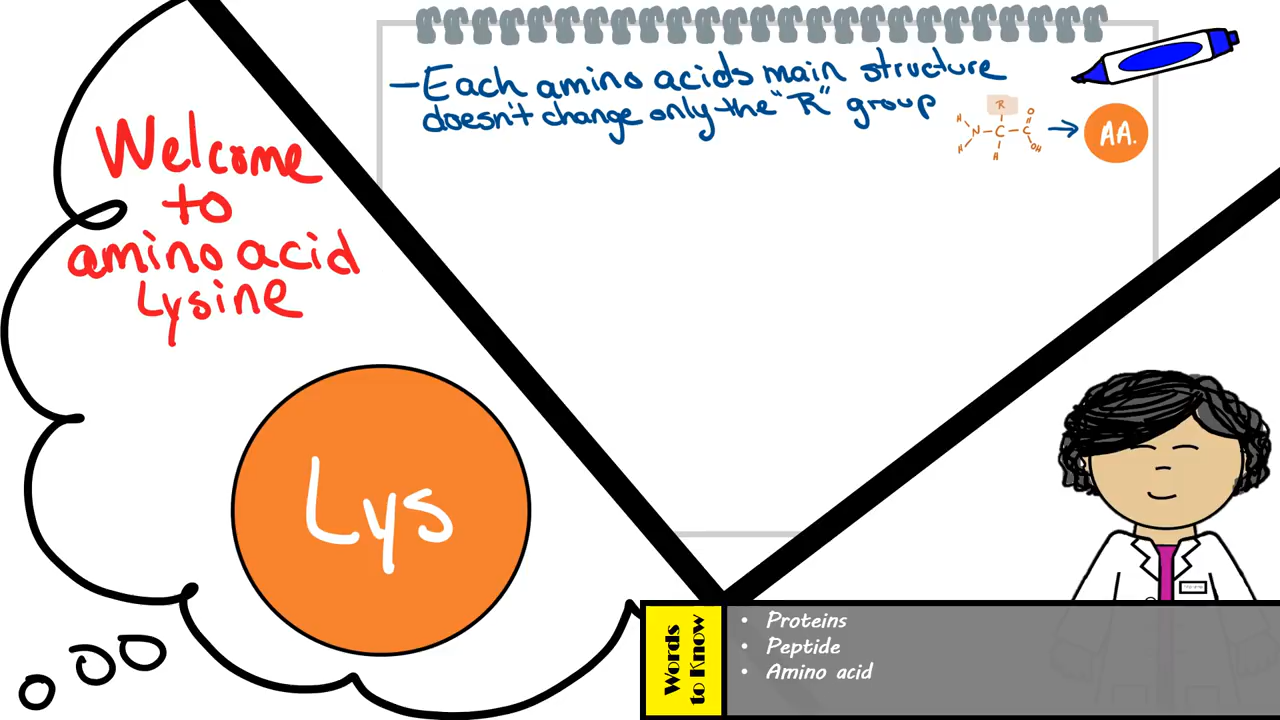 Welcome
to
amino acid
Lysine
Lys
– Each amino acids main structure
doesn't change only the "R" group
R
H
N – C – C
O
OH
H
H
AA.
Words
to Know
• Proteins
• Peptide
• Amino acid